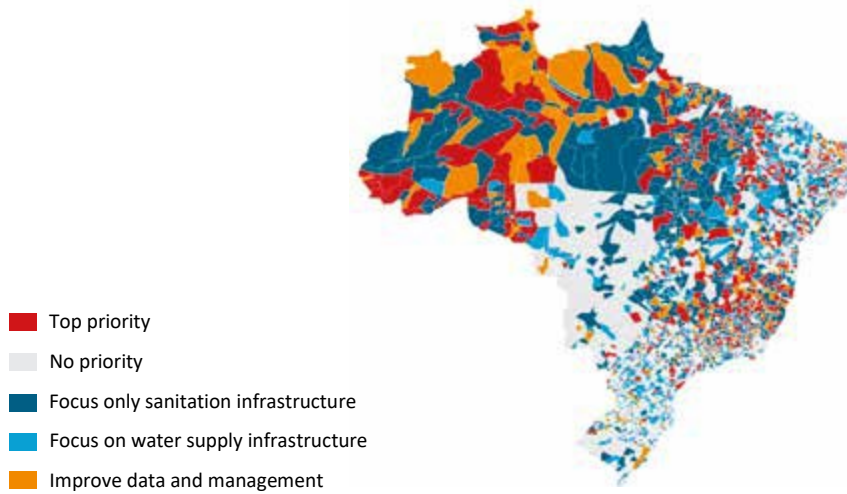 Top priority
No priority
Focus only sanitation infrastructure
Focus on water supply infrastructure
Improve data and management